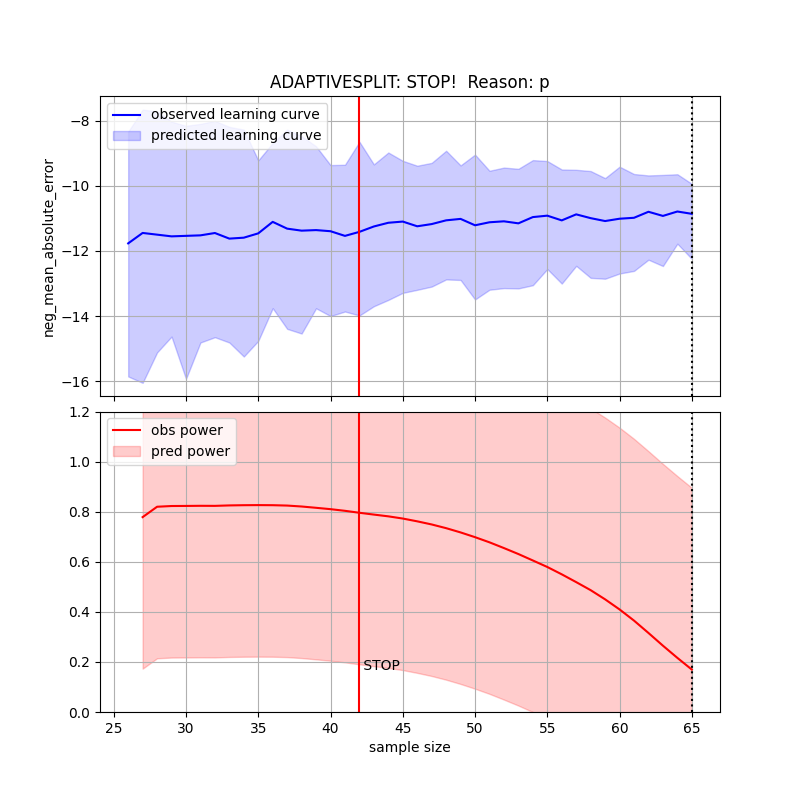 ADAPTIVESPLIT: STOP!  Reason: p
observed learning curve
predicted learning curve
−8
−10
−12
−14
−16
neg_mean_absolute_error
obs power
pred power
1.2
1.0
0.8
0.6
0.4
0.2
0.0
STOP
25 30 35 40 45 50 55 60 65
sample size